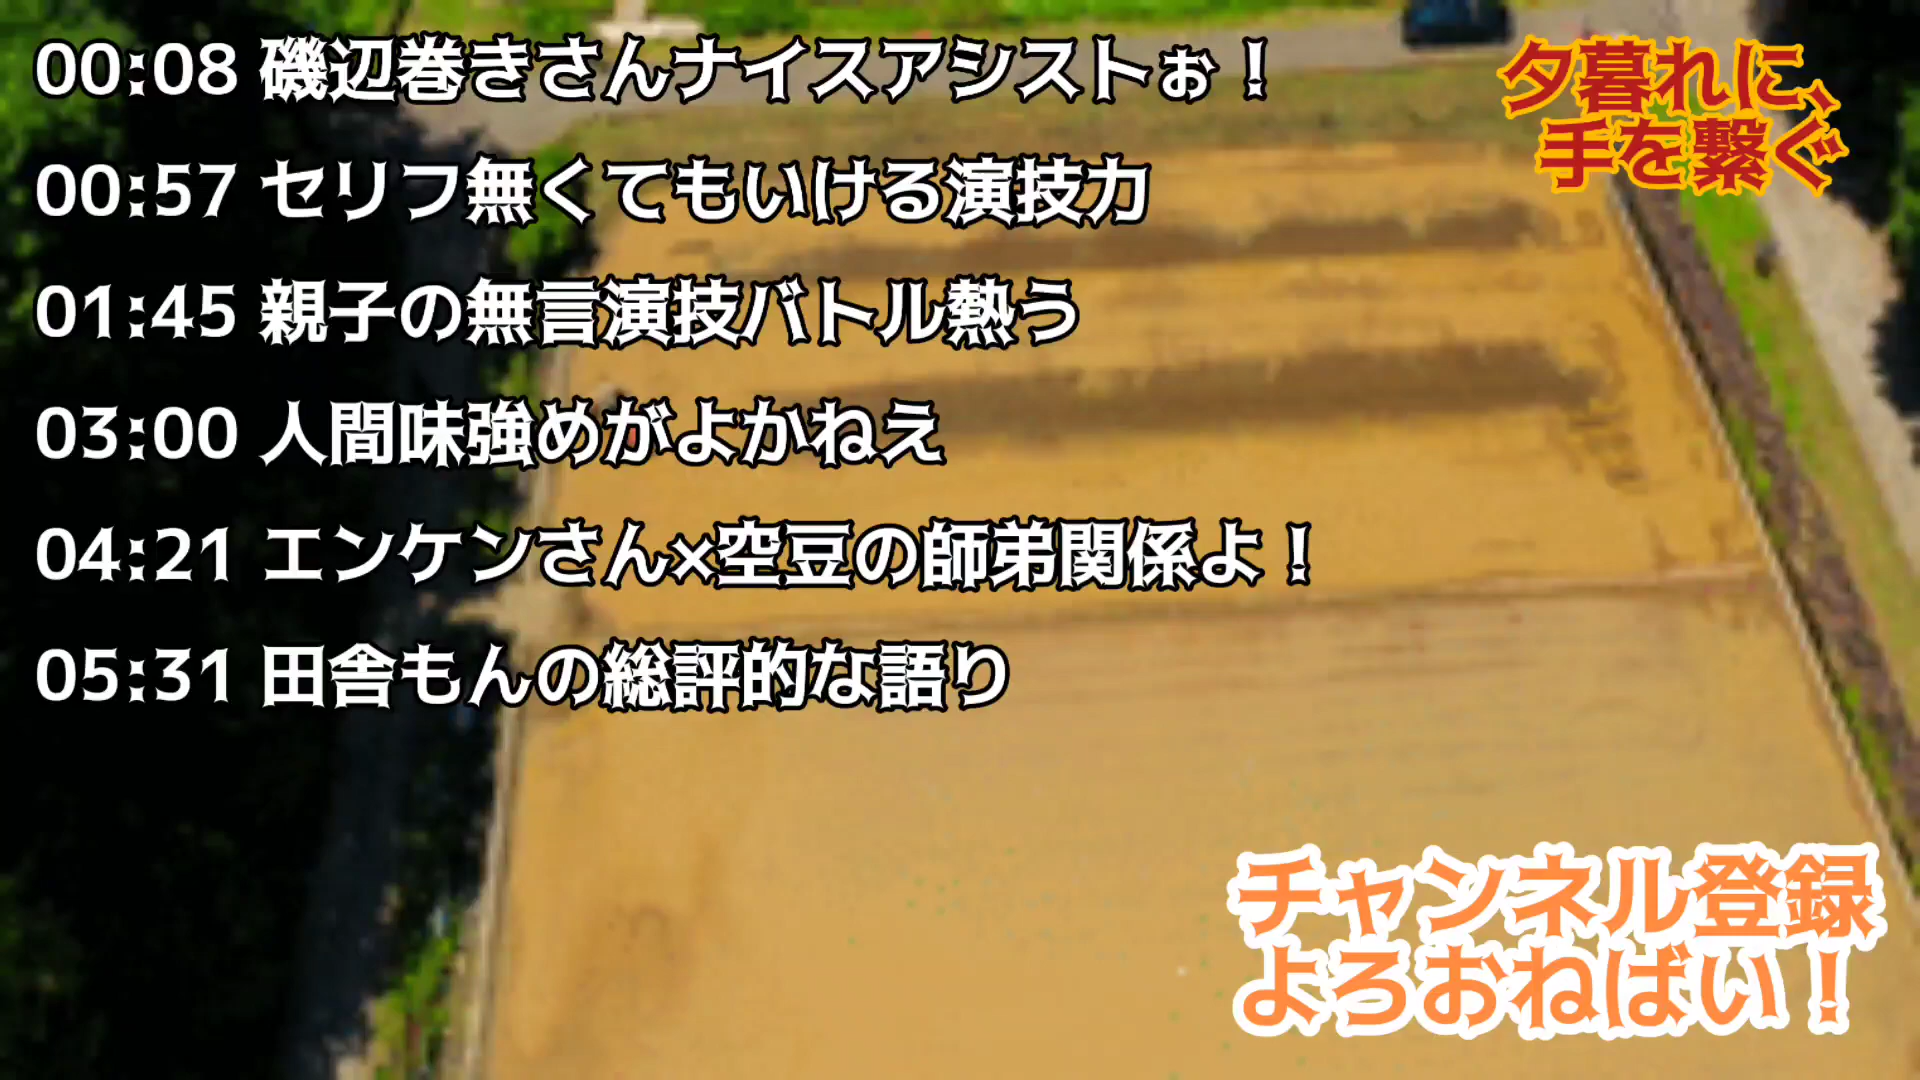 00:08 磯辺巻きさんナイスアシストぉ！
00:57 セリフ無くてもいける演技力
01:45 親子の無言演技バトル熱う
03:00 人間味強めがよかねえ
04:21 エンケンさん×空豆の師弟関係よ！
05:31 田舎もんの総評的な語り
夕暮れに、
手を繋ぐ
チャンネル登録
よろおねばい！